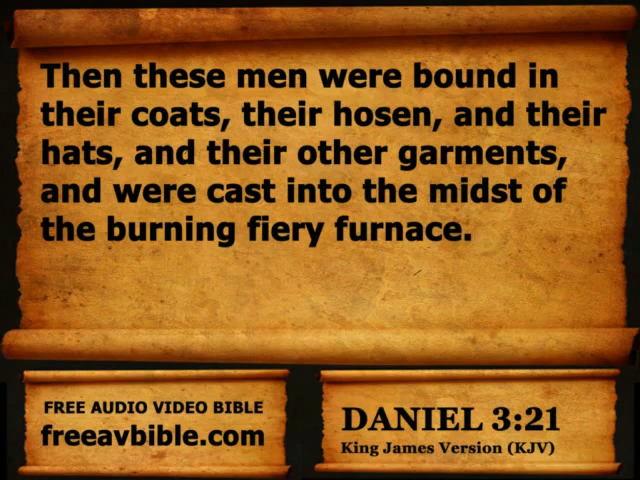 Then these men were bound in
their coats, their hosen, and their
hats, and their other garments,
and were cast into the midst of
the burning fiery furnace.
FREE AUDIO VIDEO BIBLE
freeavbible.com
DANIEL 3:21
King James Version (KJV)